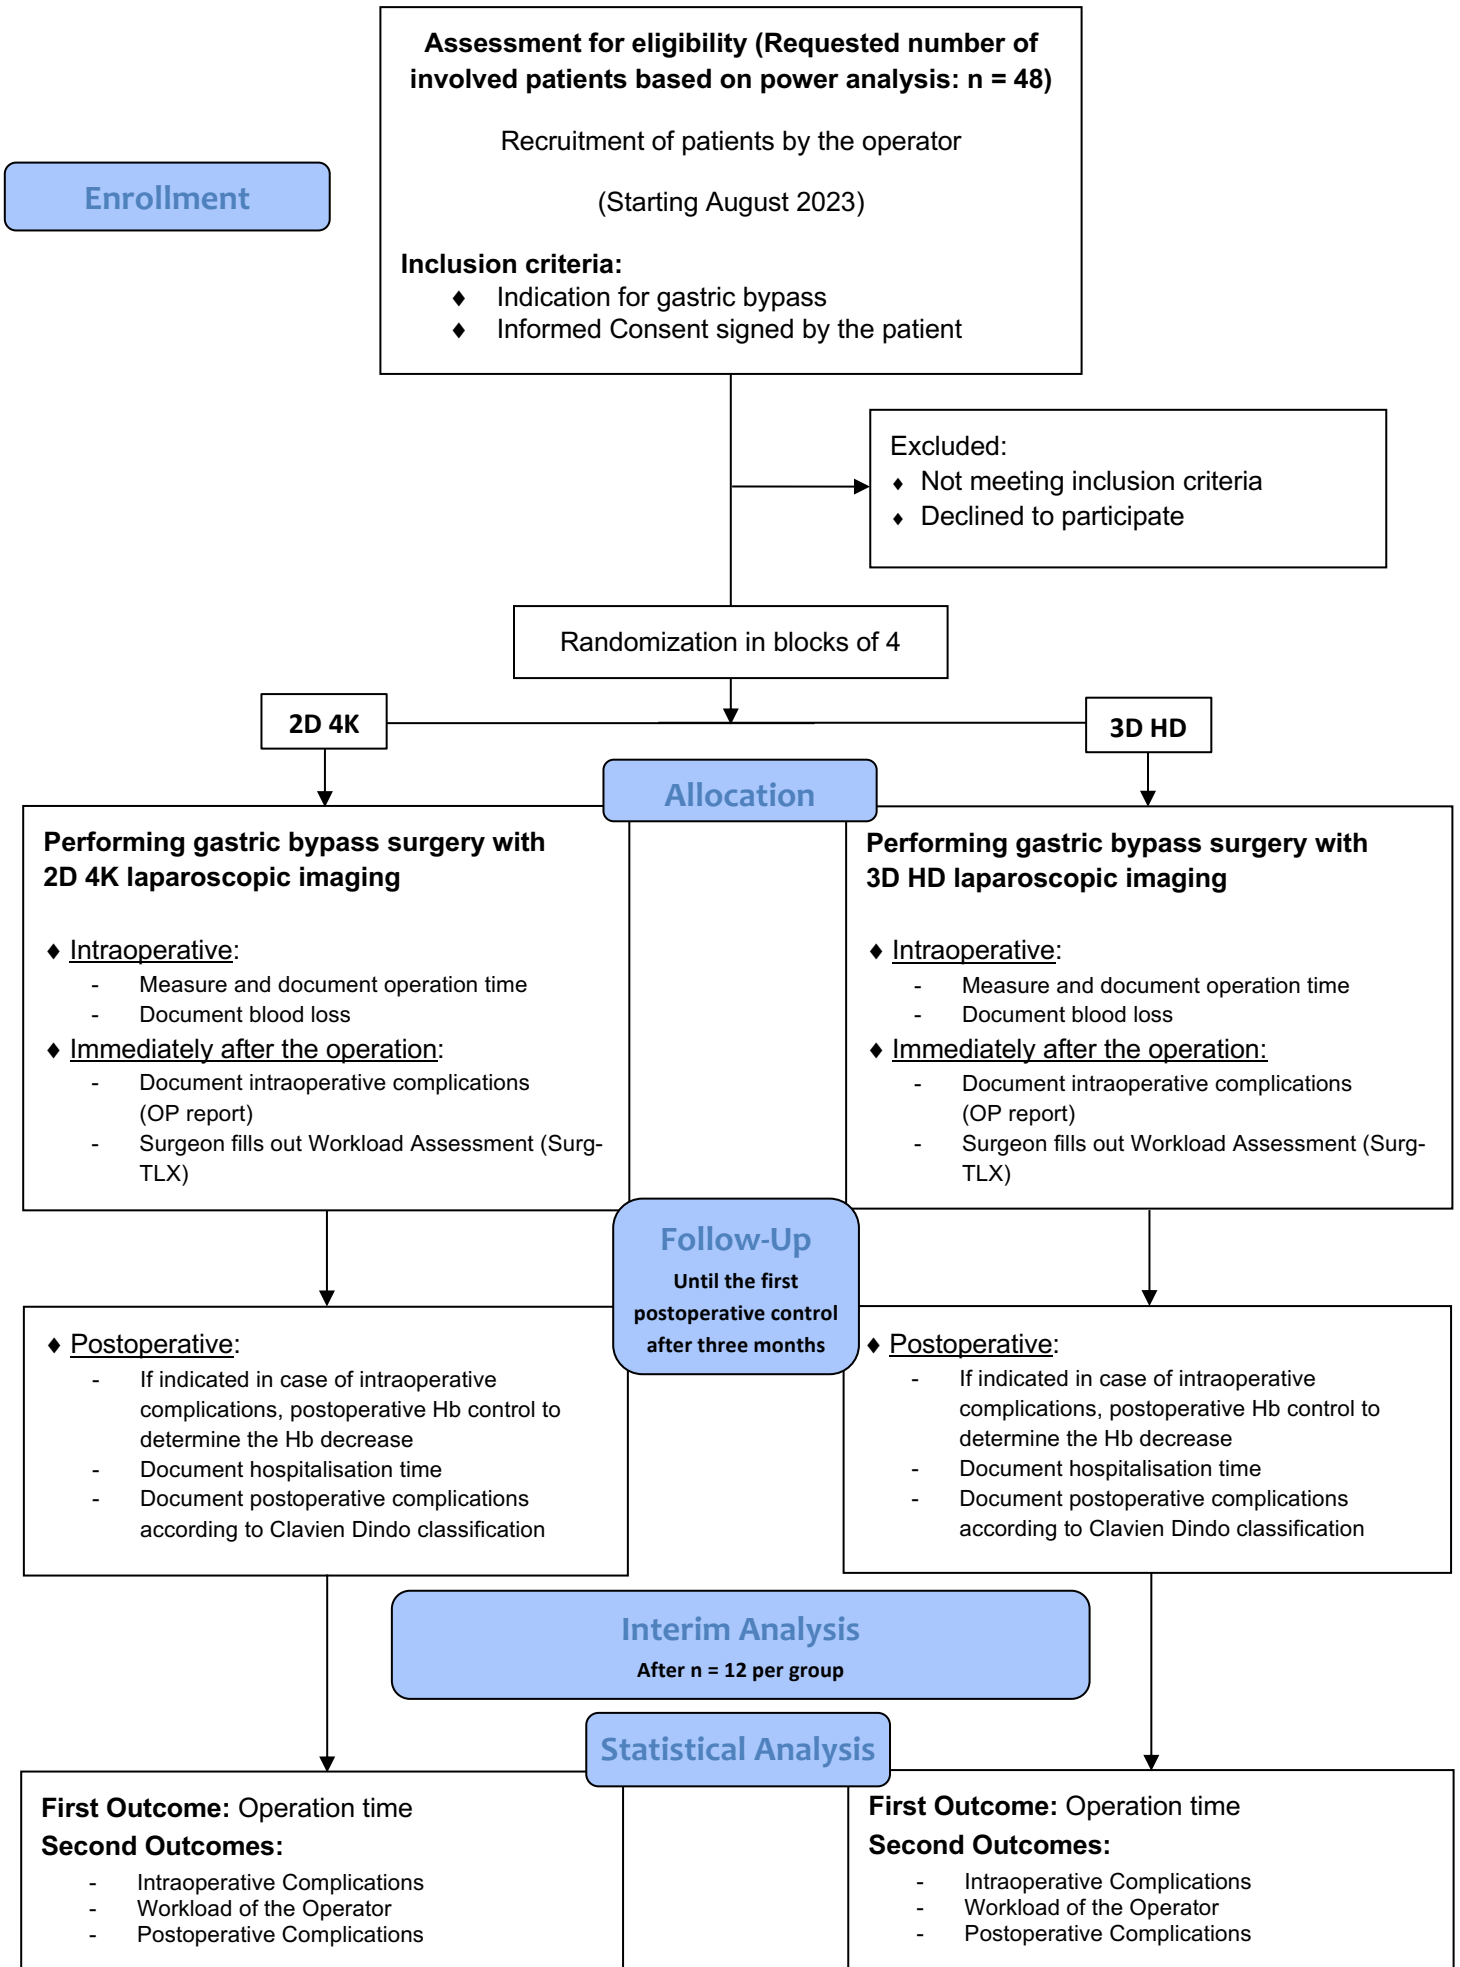 Assessment for eligibility (Requested number of
involved patients based on power analysis: n = 48)
Recruitment of patients by the operator
(Starting August 2023)
Inclusion criteria:
♦ Indication for gastric bypass
♦ Informed Consent signed by the patient
Enrollment
Excluded:
♦ Not meeting inclusion criteria
♦ Declined to participate
Randomization in blocks of 4
2D 4K
3D HD
Allocation
Performing gastric bypass surgery with
2D 4K laparoscopic imaging
♦ Intraoperative:
- Measure and document operation time
- Document blood loss
♦ Immediately after the operation:
- Document intraoperative complications
(OP report)
- Surgeon fills out Workload Assessment (Surg-
TLX)
Performing gastric bypass surgery with
3D HD laparoscopic imaging
♦ Intraoperative:
- Measure and document operation time
- Document blood loss
♦ Immediately after the operation:
- Document intraoperative complications
(OP report)
- Surgeon fills out Workload Assessment (Surg-
TLX)
Follow-Up
Until the first
postoperative control
after three months
♦ Postoperative:
- If indicated in case of intraoperative
complications, postoperative Hb control to
determine the Hb decrease
- Document hospitalisation time
- Document postoperative complications
according to Clavien Dindo classification
♦ Postoperative:
- If indicated in case of intraoperative
complications, postoperative Hb control to
determine the Hb decrease
- Document hospitalisation time
- Document postoperative complications
according to Clavien Dindo classification
Interim Analysis
After n = 12 per group
Statistical Analysis
First Outcome: Operation time
Second Outcomes:
- Intraoperative Complications
- Workload of the Operator
- Postoperative Complications
First Outcome: Operation time
Second Outcomes:
- Intraoperative Complications
- Workload of the Operator
- Postoperative Complications